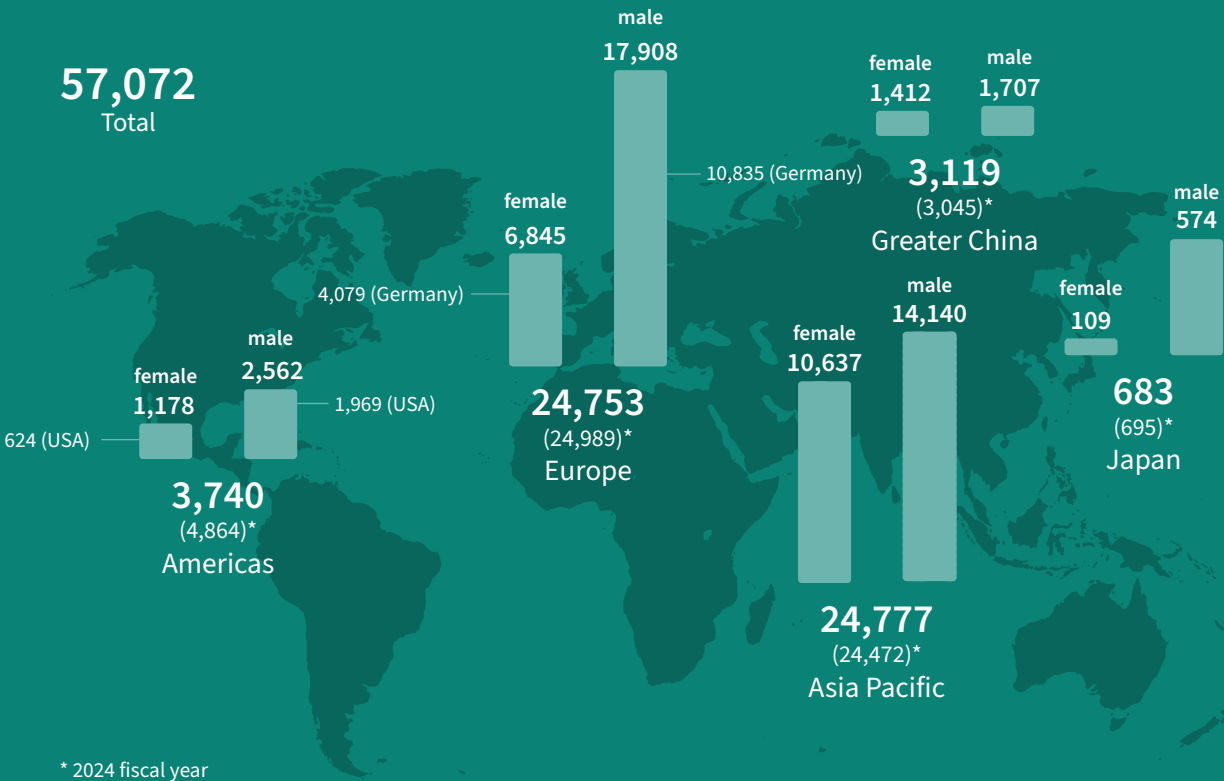 57,072
Total
male
17,908
10,835 (Germany)
female
6,845
4,079 (Germany)
24,753
(24,989)*
Europe
female
1,412
male
1,707
3,119
(3,045)*
Greater China
male
574
female
109
683
(695)*
Japan
male
2,562
1,969 (USA)
female
1,178
624 (USA)
3,740
(4,864)*
Americas
male
14,140
female
10,637
24,777
(24,472)*
Asia Pacific
* 2024 fiscal year